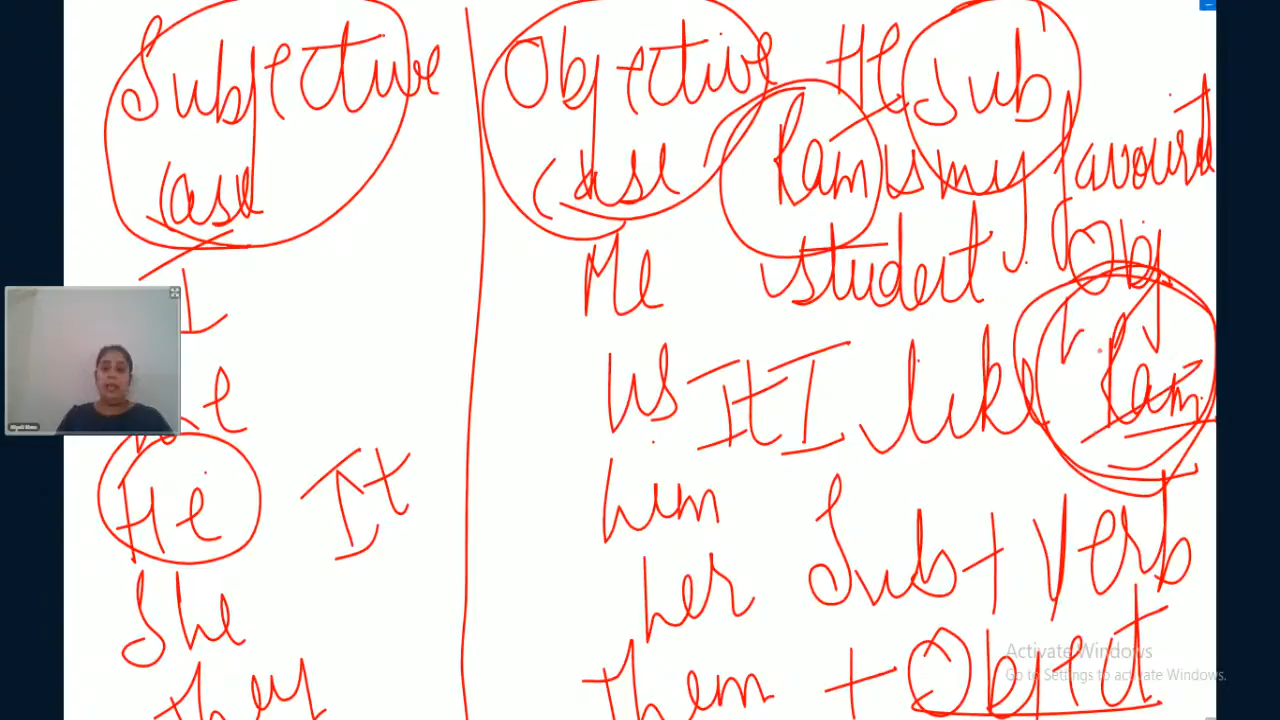 Subjective Objective He Sub
Case Case Ram is my favourite
student Obj
I Me
us It I like Ram
He It him
She her Sub + Verb
They Them + Object
Activate Windows
Go to Settings to activate Windows.